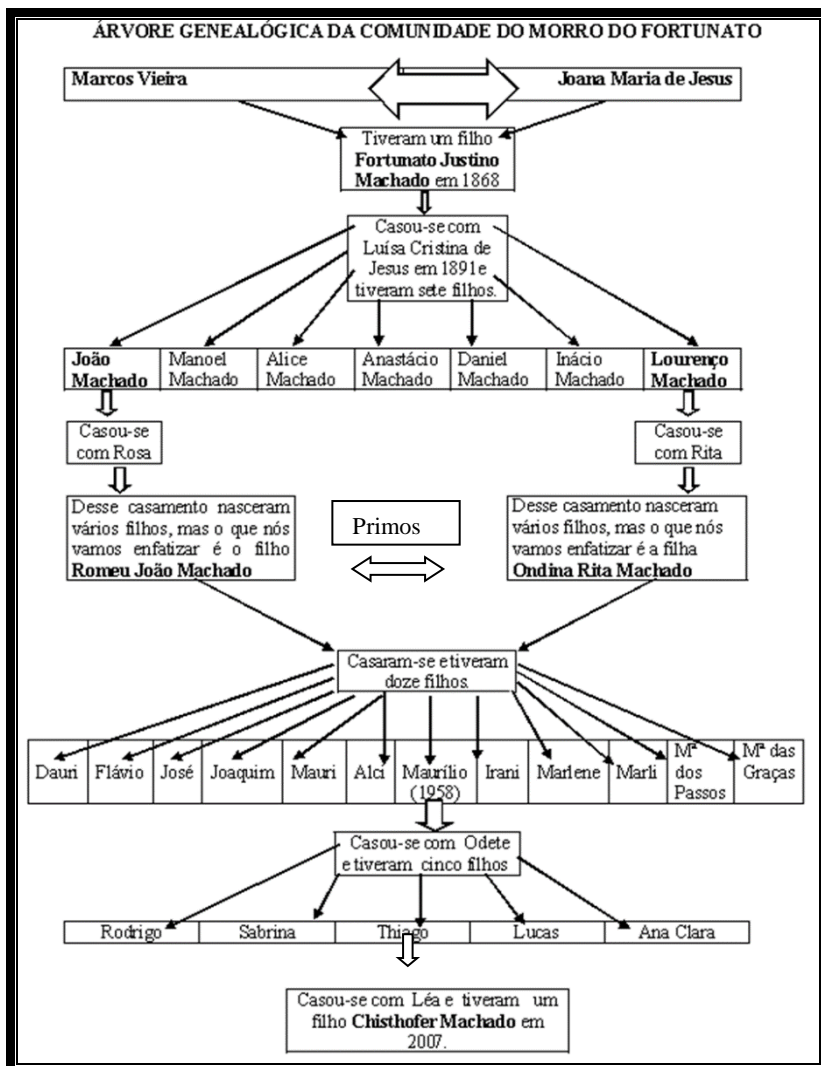 ÁRVORE GENEALÓGICA DA COMUNIDADE DO MORRO DO FORTUNATO
Marcos Vieira
Joana Maria de Jesus
Tiveram um filho
Fortunato Justino
Machado em 1868
Casou-se com
Luísa Cristina de
Jesus em 1891e
tiveram sete filhos.
João
Machado
Manoel
Machado
Alice
Machado
Anastácio
Machado
Daniel
Machado
Inácio
Machado
Lourenço
Machado
Casou-se
com Rosa
Casou-se
com Rita
Desse casamento nasceram
vários filhos, mas o que nós
vamos enfatizar é o filho
Romeu João Machado
Primos
Desse casamento nasceram
vários filhos, mas o que nós
vamos enfatizar é a filha
Ondina Rita Machado
Casaram-se e tiveram
doze filhos.
Dauri
Flávio
José
Joaquim
Mauri
Alci
Maurílio
(1958)
Irani
Marlene
Marli
Mª
dos
Passos
Mª das
Graças
Casou-se com Odete
e tiveram cinco filhos
Rodrigo
Sabrina
Thiago
Lucas
Ana Clara
Casou-se com Léa e tiveram um
filho Chisthofer Machado em
2007.